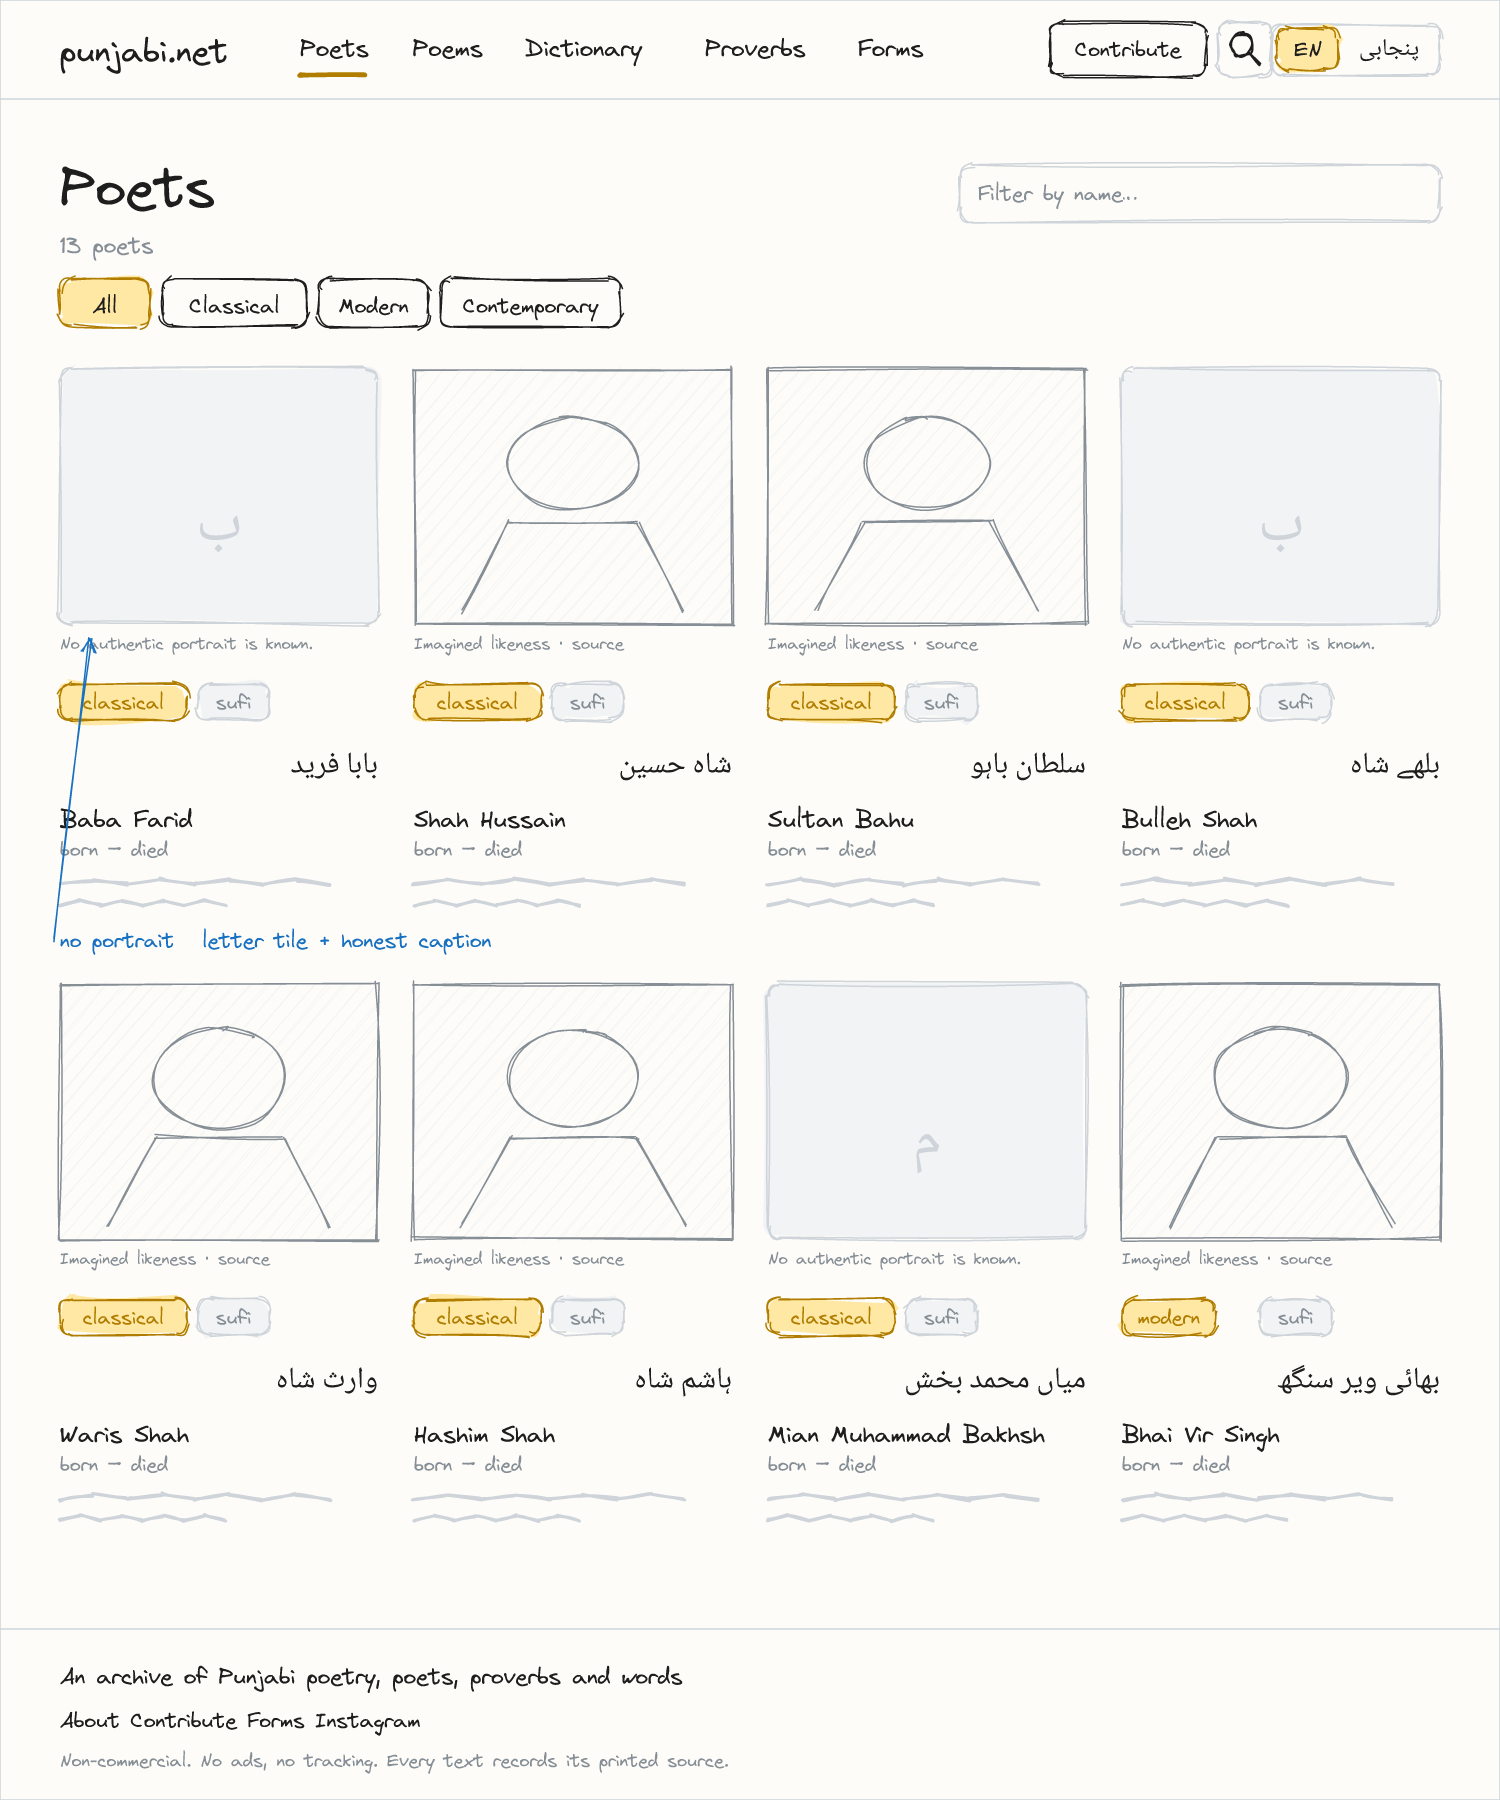 punjabi.net Poets Poems Dictionary Proverbs Forms Contribute EN پنجابی
Poets
Filter by name...
13 poets
All Classical Modern Contemporary
ب
ب
No authentic portrait is known.
Imagined likeness · source
Imagined likeness · source
No authentic portrait is known.
classical sufi
classical sufi
classical sufi
classical sufi
بابا فرید
شاہ حسین
سلطان باہو
بلھے شاہ
Baba Farid
Shah Hussain
Sultan Bahu
Bulleh Shah
born – died
born – died
born – died
born – died
no portrait letter tile + honest caption
م
Imagined likeness · source
Imagined likeness · source
No authentic portrait is known.
Imagined likeness · source
classical sufi
classical sufi
classical sufi
modern sufi
وارث شاہ
ہاشم شاہ
میاں محمد بخش
بھائی ویر سنگھ
Waris Shah
Hashim Shah
Mian Muhammad Bakhsh
Bhai Vir Singh
born – died
born – died
born – died
born – died
An archive of Punjabi poetry, poets, proverbs and words
About Contribute Forms Instagram
Non-commercial. No ads, no tracking. Every text records its printed source.